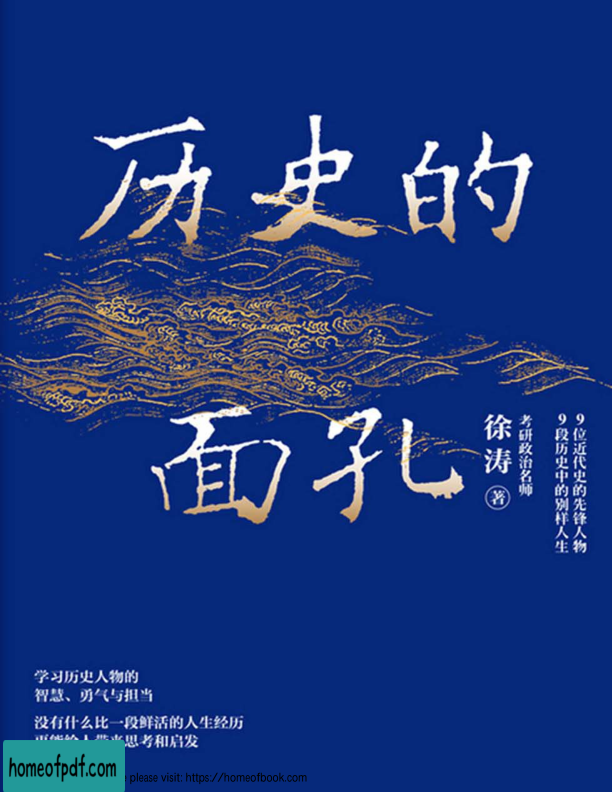 历史的
面孔
9位近代史的先锋人物
9段历史中的别样人生
考研政治名师
徐涛 著
学习历史人物的
智慧、勇气与担当
没有什么比一段鲜活的人生经历
更能给人带来思考和启发
homeofpdf.com
please visit: https://homeofbook.com